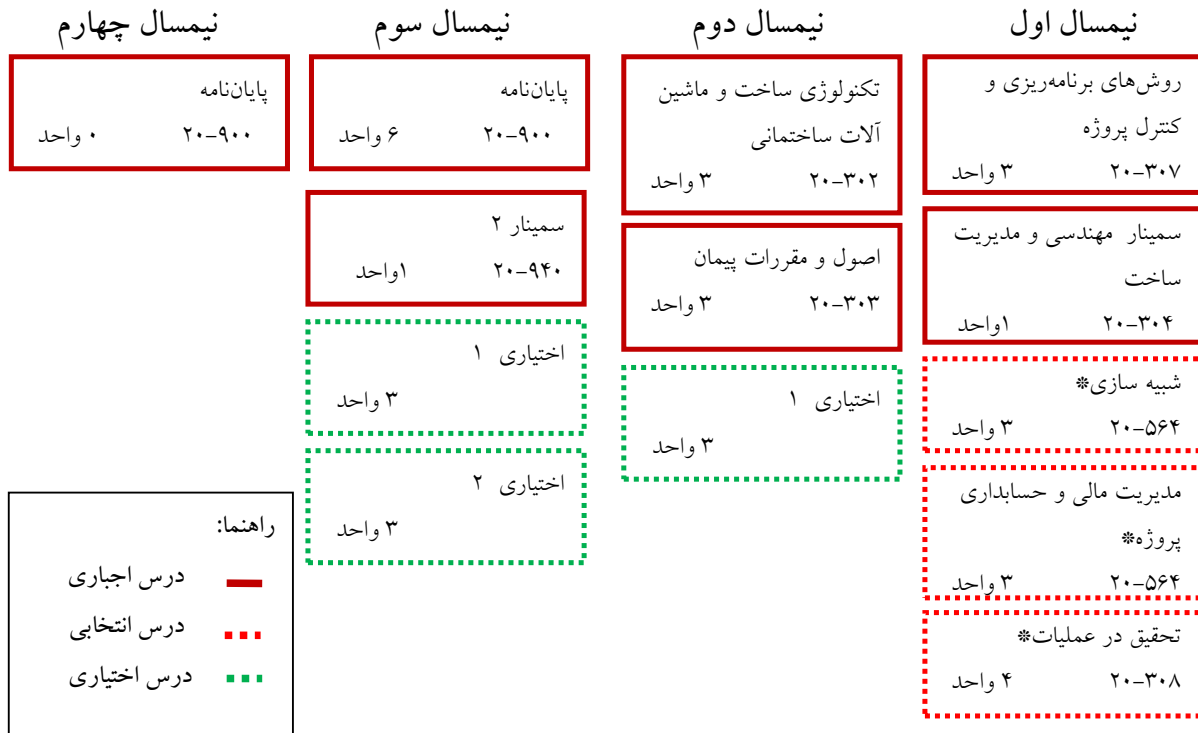 نیمسال اول
روش‌های برنامه‌ریزی و
کنترل پروژه
۲۰-۳۰۷ ۳ واحد
سمینار مهندسی و مدیریت
ساخت
۲۰-۳۰۴ ۱واحد
شبیه سازی*
۲۰-۵۶۴ ۳ واحد
مدیریت مالی و حسابداری
پروژه*
۲۰-۵۶۴ ۳ واحد
تحقیق در عملیات*
۲۰-۳۰۸ ۴ واحد
نیمسال دوم
تکنولوژی ساخت و ماشین
آلات ساختمانی
۲۰-۳۰۲ ۳ واحد
اصول و مقررات پیمان
۲۰-۳۰۳ ۳ واحد
اختیاری ۱
۳ واحد
نیمسال سوم
پایان‌نامه
۲۰-۹۰۰ ۶ واحد
سمینار ۲
۲۰-۹۴۰ ۱واحد
اختیاری ۱
۳ واحد
اختیاری ۲
۳ واحد
نیمسال چهارم
پایان‌نامه
۲۰-۹۰۰ ۰ واحد
راهنما:
درس اجباری
درس انتخابی
درس اختیاری